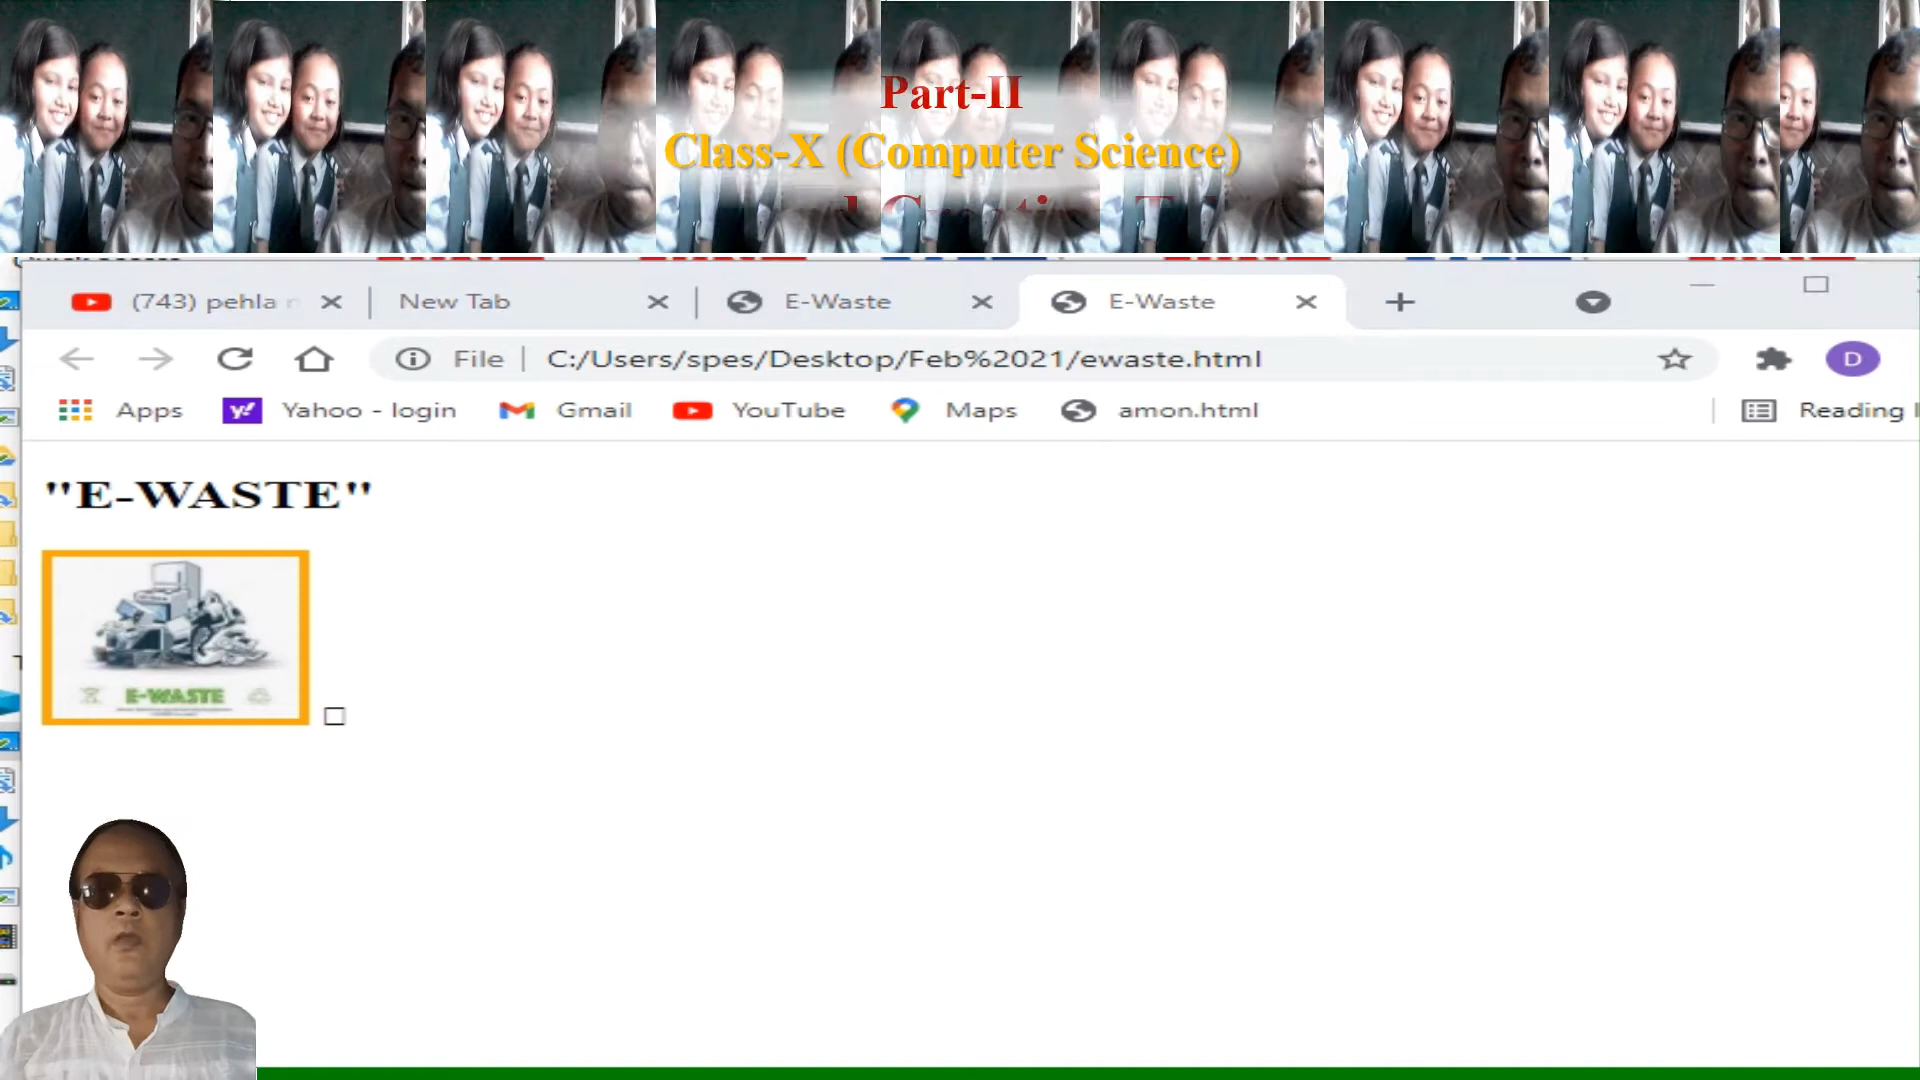 Part-II
Class-X (Computer Science)
(743) pehla
New Tab
E-Waste
E-Waste
File
C:/Users/spes/Desktop/Feb%2021/ewaste.html
D
Apps
Yahoo - login
Gmail
YouTube
Maps
amon.html
Reading
"E-WASTE"
E-WASTE